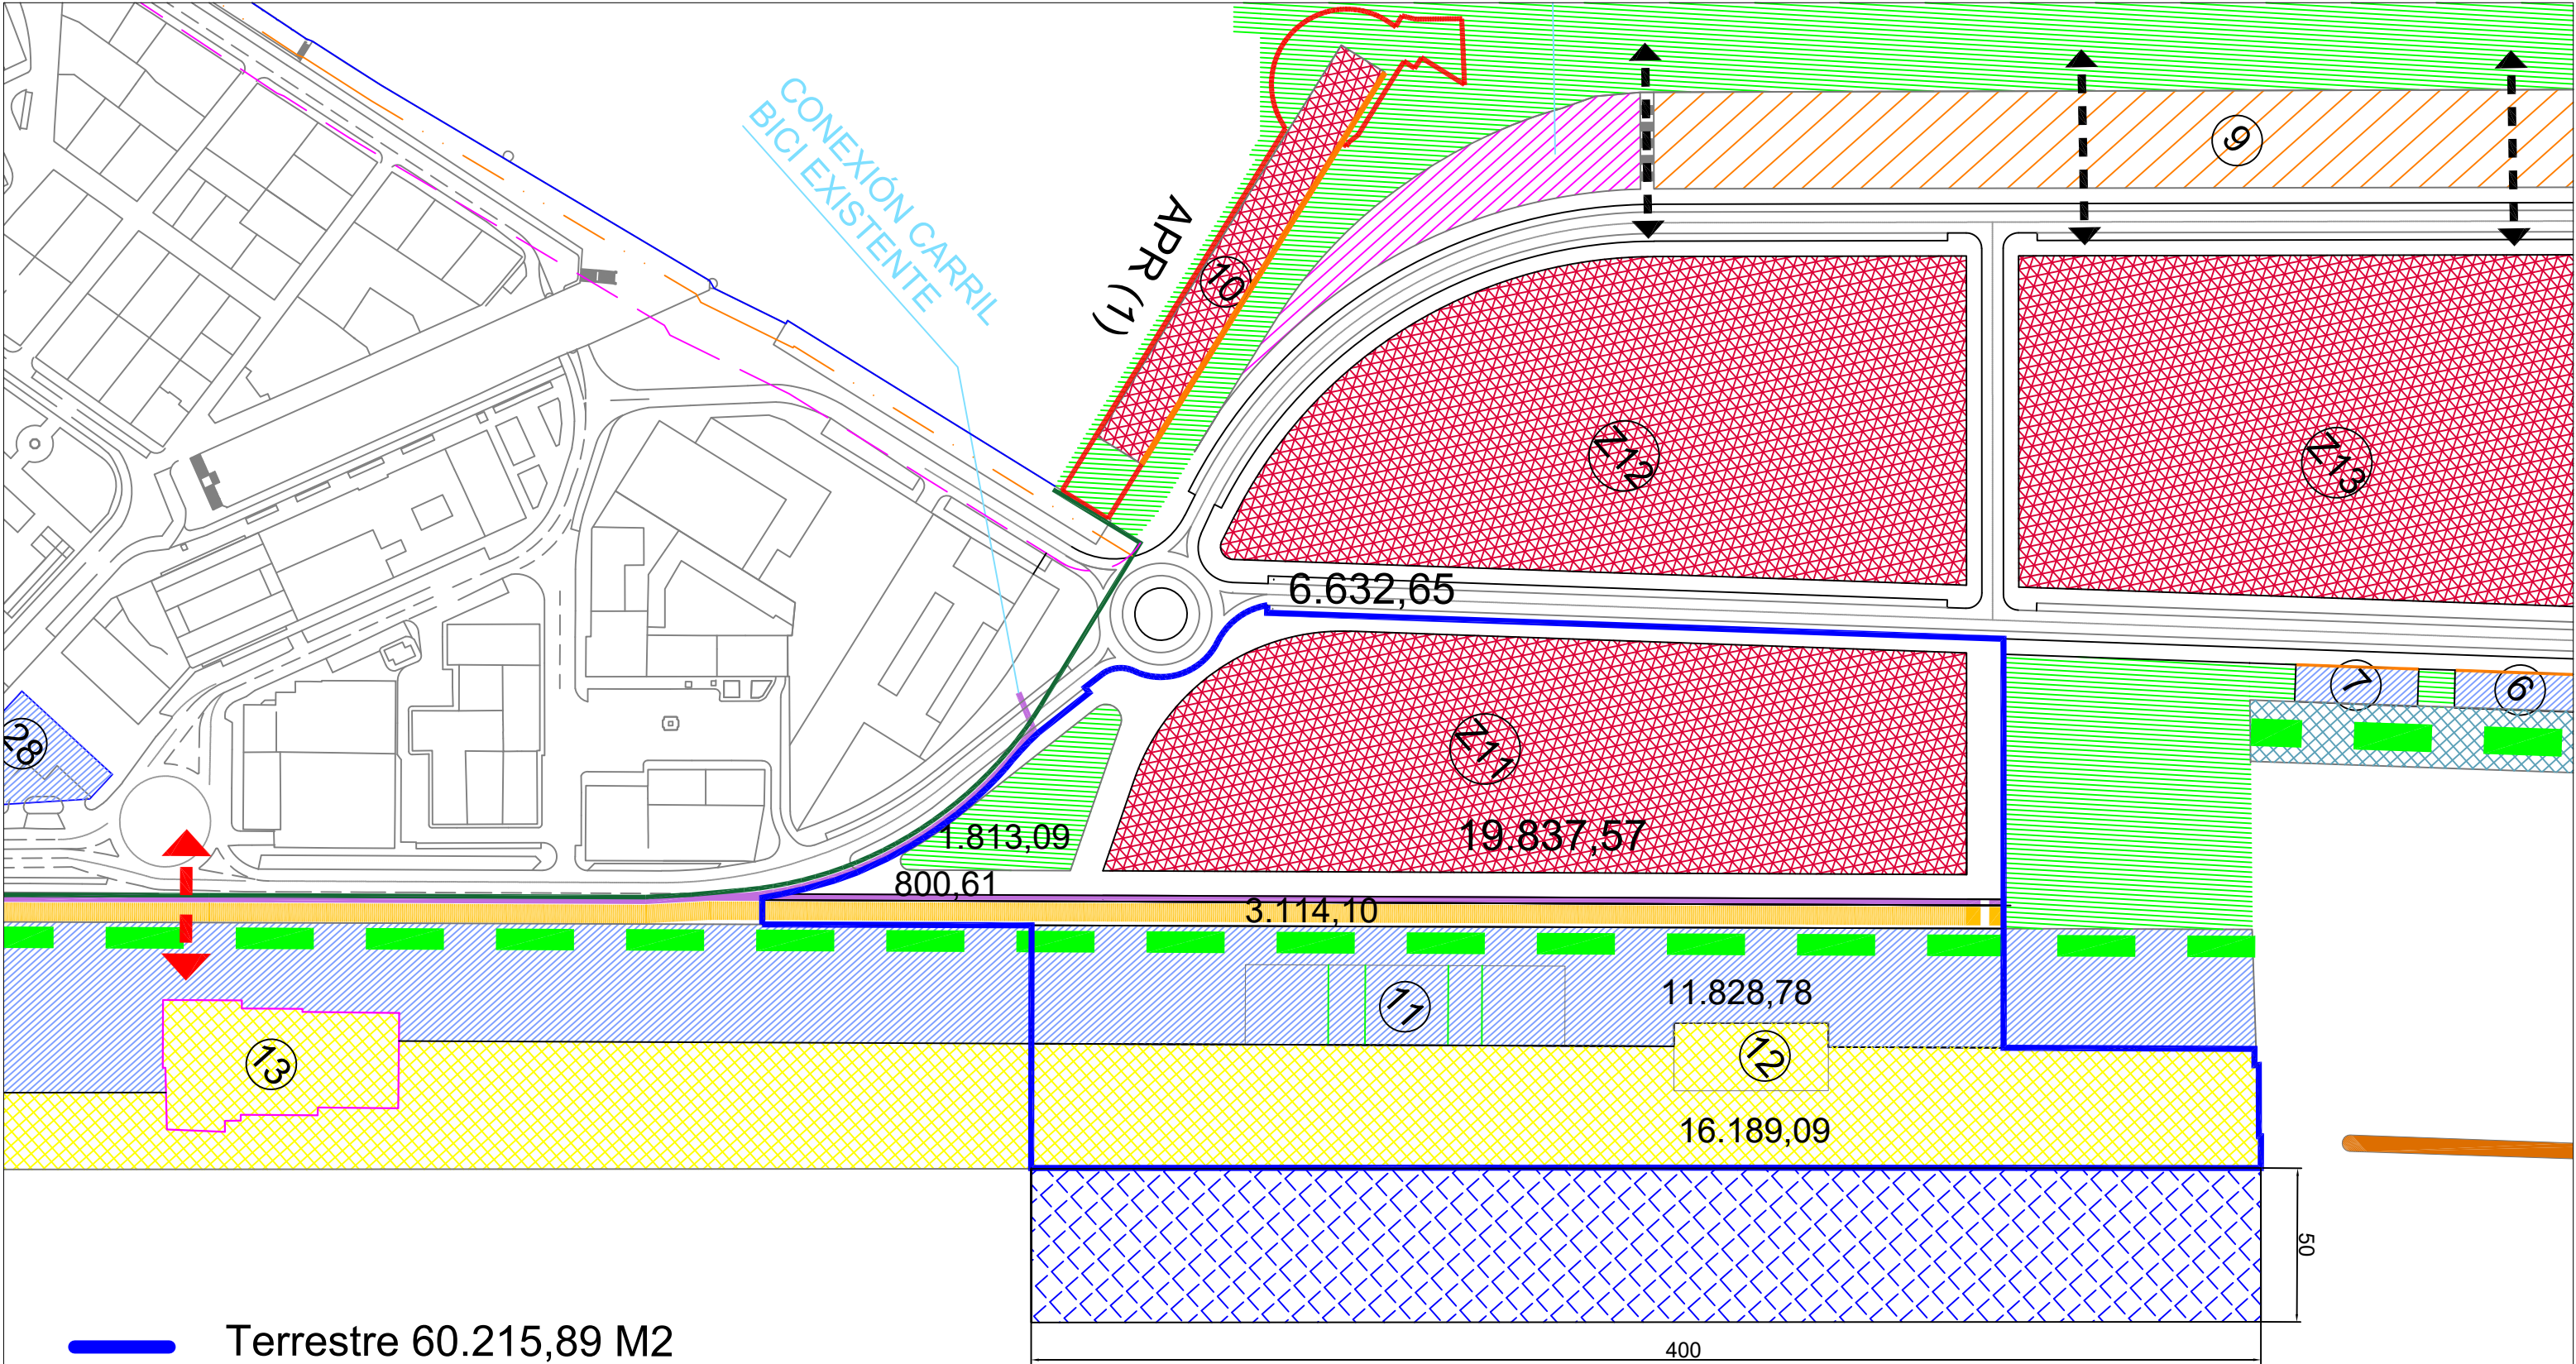 CONEXIÓN CARRIL
BICI EXISTENTE
APR (1)
9
10
Z12
Z13
6.632,65
7
6
28
Z11
19.837,57
1.813,09
800,61
3.114,10
11.828,78
11
12
13
16.189,09
50
Terrestre 60.215,89 M2
400